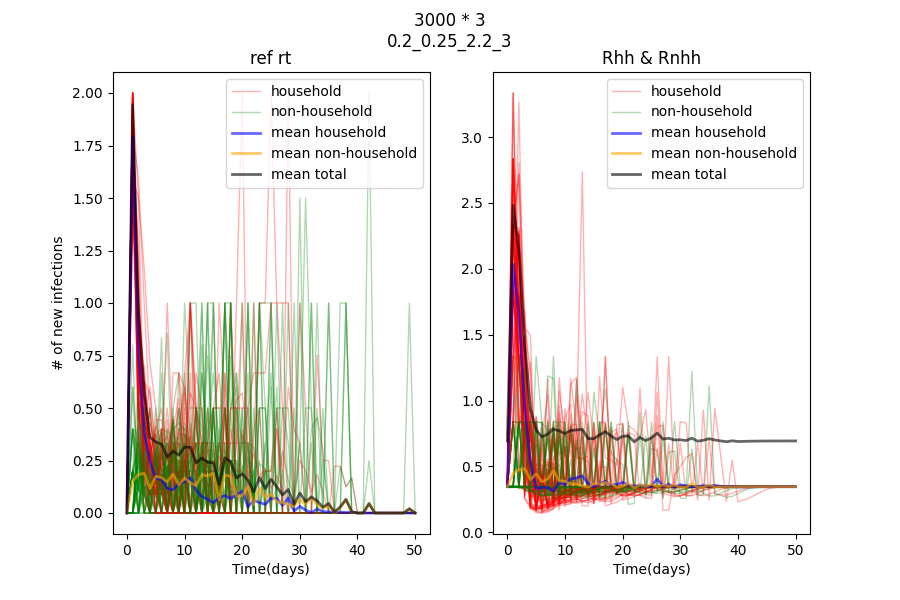 3000 * 3
0.2_0.25_2.2_3
ref rt
Rhh & Rnhh
household
non-household
mean household
mean non-household
mean total
household
non-household
mean household
mean non-household
mean total
# of new infections
2.00
1.75
1.50
1.25
1.00
0.75
0.50
0.25
0.00
0 10 20 30 40 50
Time(days)
3.0
2.5
2.0
1.5
1.0
0.5
0.0
0 10 20 30 40 50
Time(days)